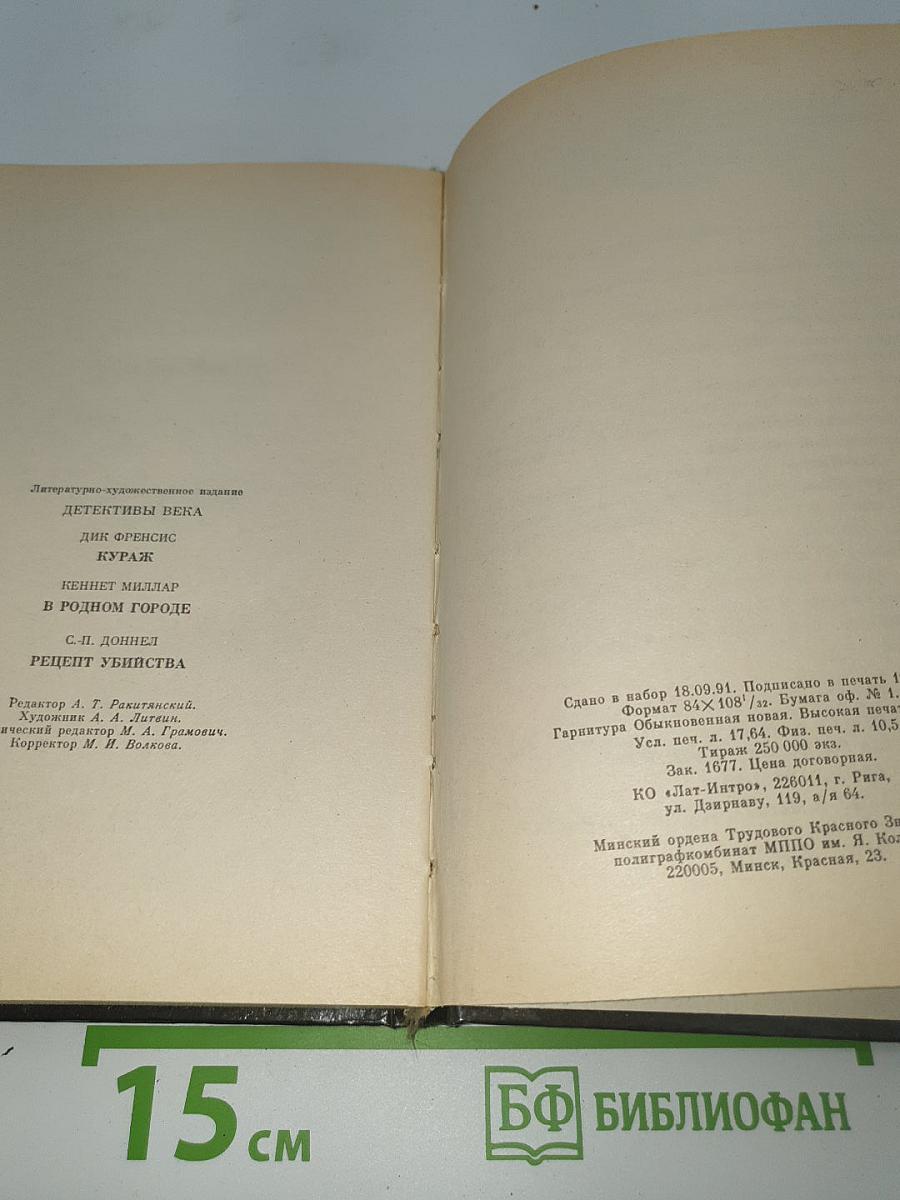 Литературно-художественное издание
ДЕТЕКТИВЫ ВЕКА
ДИК ФРЕНСИС
КУРАЖ
КЕННЕТ МИЛЛАР
В РОДНОМ ГОРОДЕ
С.-П. ДОННЕЛ
РЕЦЕПТ УБИЙСТВА
Редактор А. Т. Ракитянский.
Художник А. А. Литвин.
ический редактор М. А. Грамович.
Корректор М. И. Волкова.
Сдано в набор 18.09.91. Подписано в печать 1
Формат 84×108¹/₃₂. Бумага оф. № 1.
Гарнитура Обыкновенная новая. Высокая печат
Усл. печ. л. 17,64. Физ. печ. л. 10,5
Тираж 250 000 экз.
Зак. 1677. Цена договорная.
КО «Лат-Интро», 226011, г. Рига,
ул. Дзирнаву, 119, а/я 64.
Минский ордена Трудового Красного Зн
полиграфкомбинат МППО им. Я. Кол
220005, Минск, Красная, 23.
15 см
БФ БИБЛИОФАН